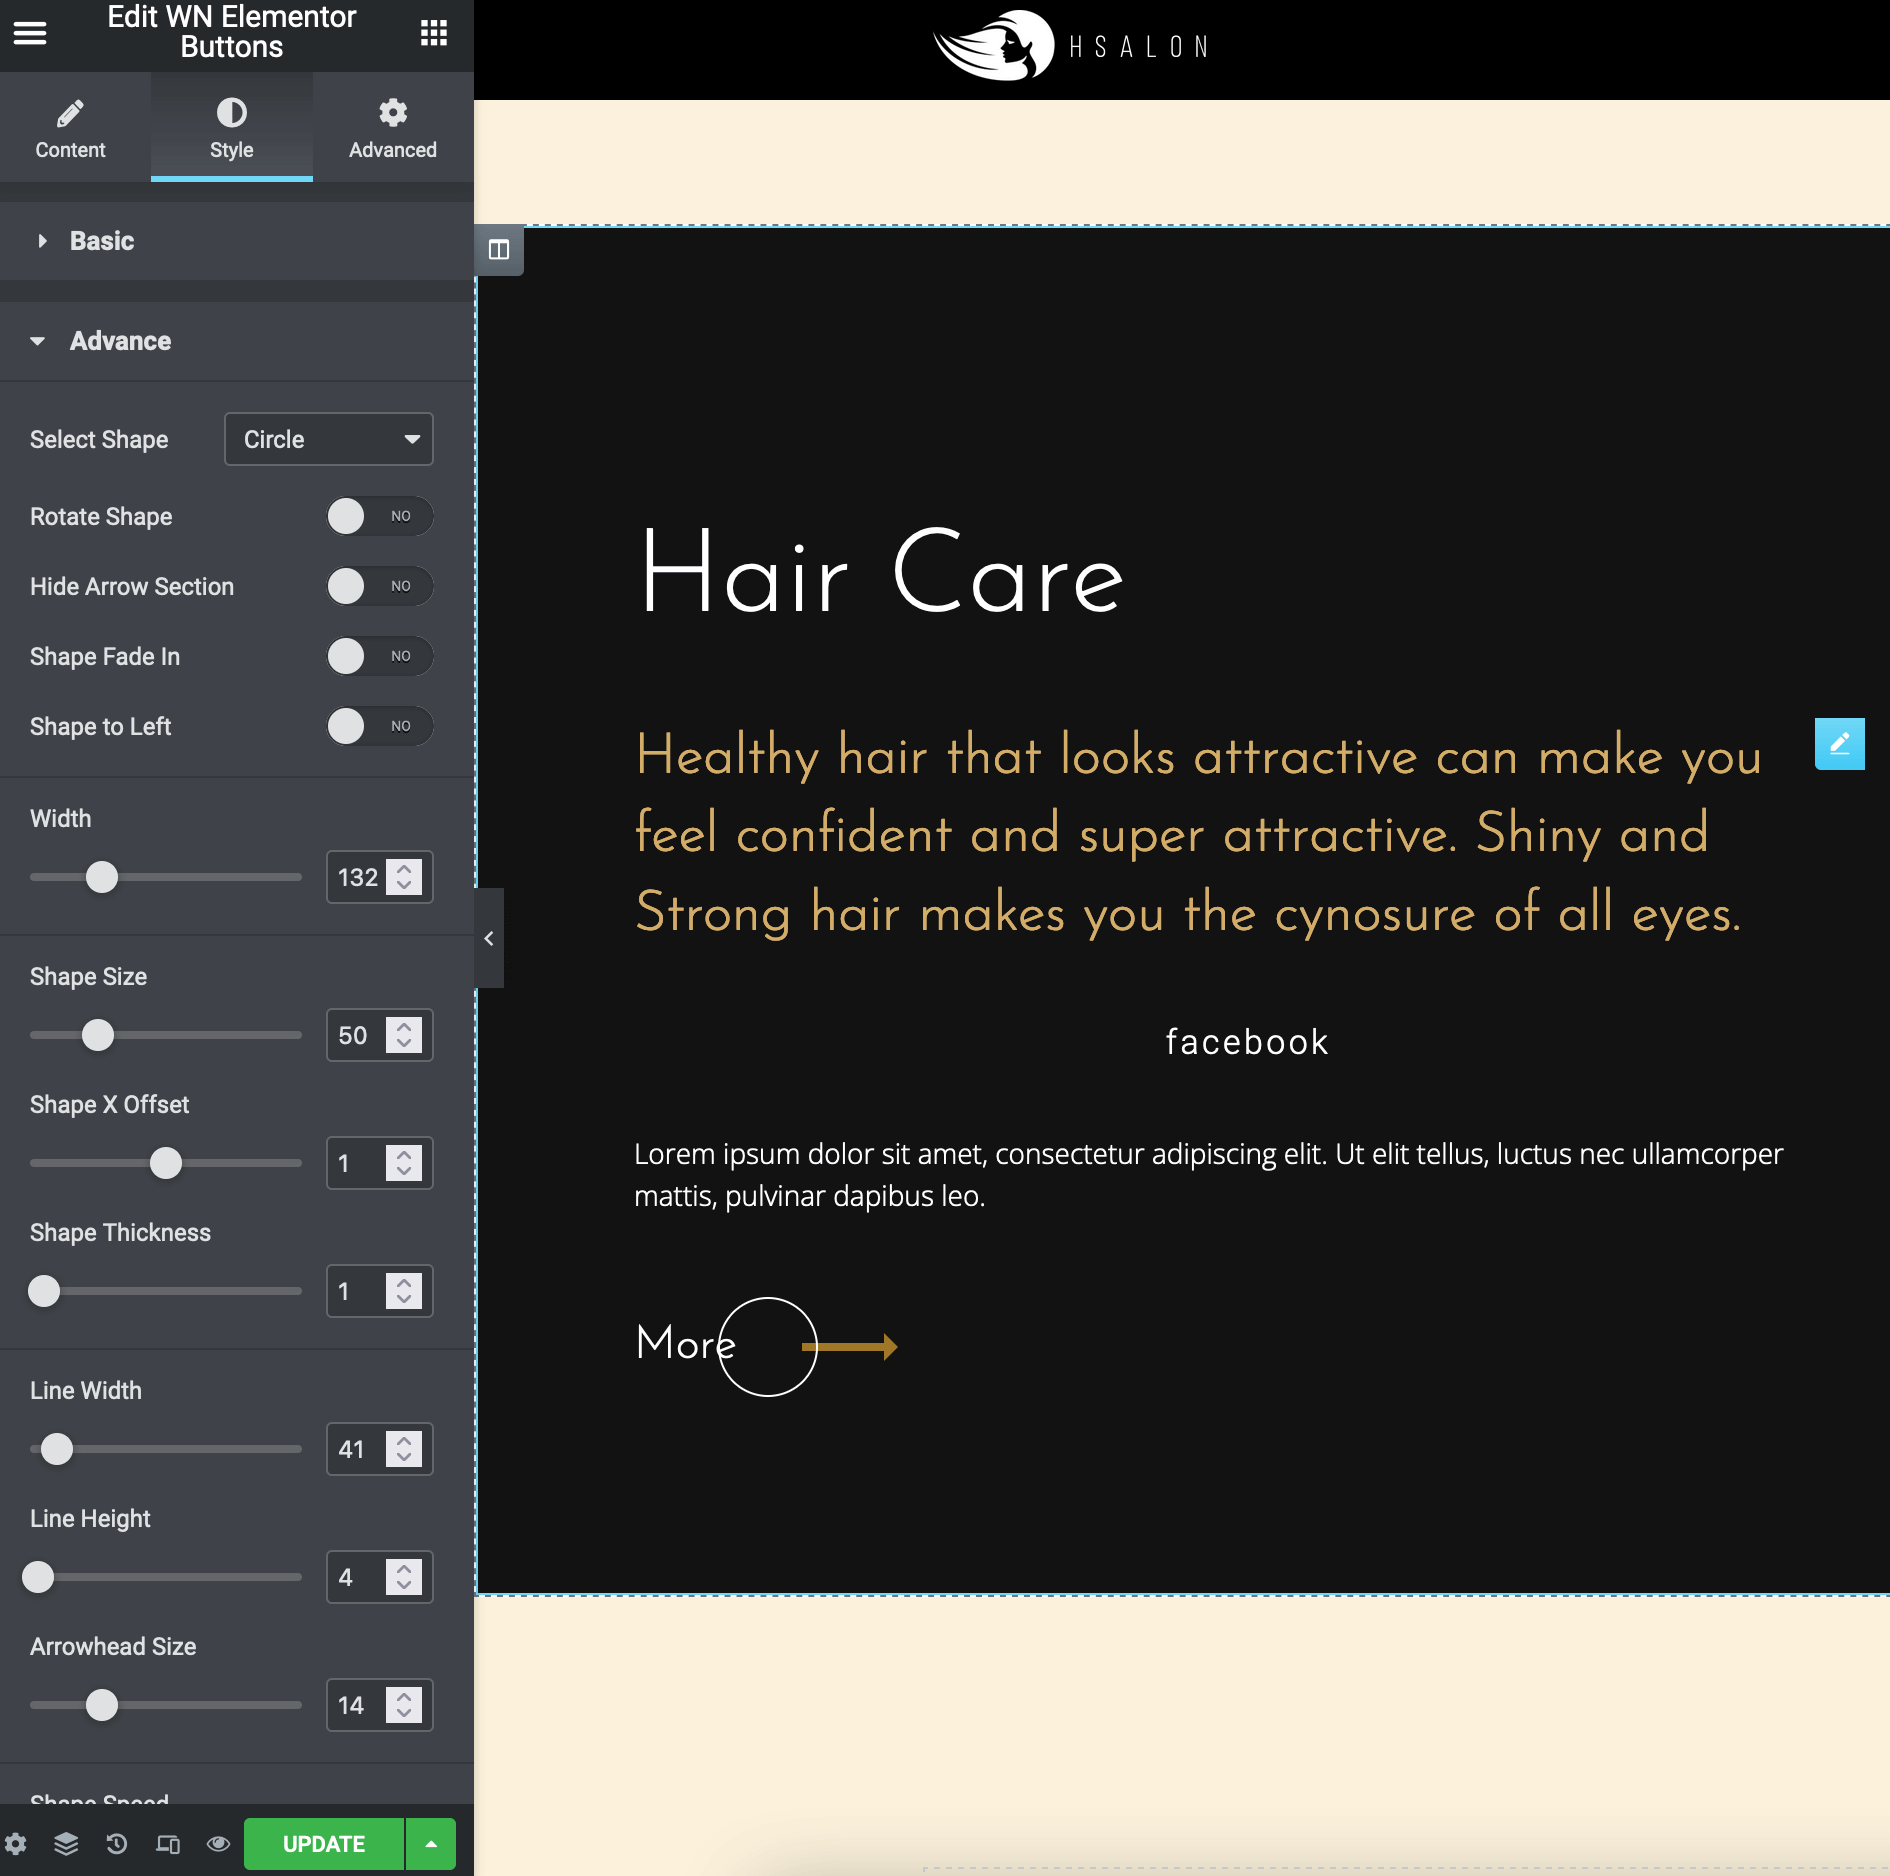 Edit WN Elementor
Buttons
Content
Style
Advanced
Basic
Advance
Select Shape
Circle
Rotate Shape
NO
Hide Arrow Section
NO
Shape Fade In
NO
Shape to Left
NO
Width
132
Shape Size
50
Shape X Offset
1
Shape Thickness
1
Line Width
41
Line Height
4
Arrowhead Size
14
Shape Speed
UPDATE
HSALON
Hair Care
Healthy hair that looks attractive can make you
feel confident and super attractive. Shiny and
Strong hair makes you the cynosure of all eyes.
facebook
Lorem ipsum dolor sit amet, consectetur adipiscing elit. Ut elit tellus, luctus nec ullamcorper
mattis, pulvinar dapibus leo.
More